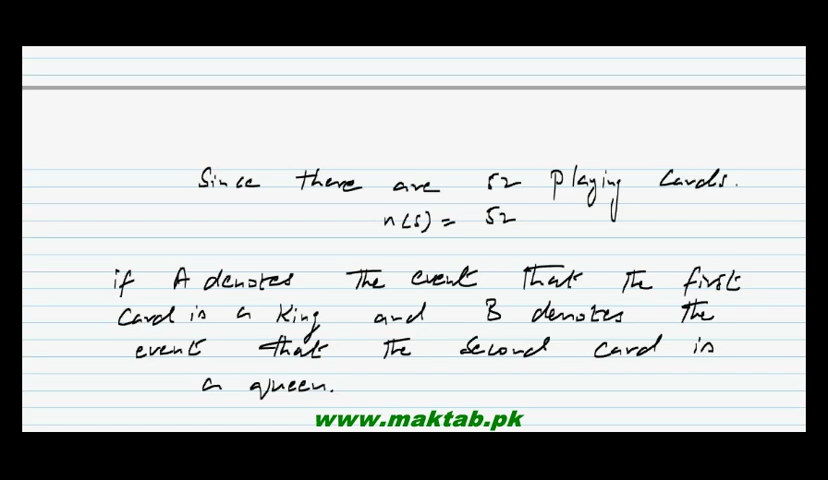 Since there are 52 playing cards.
n(s) = 52
if A denotes the event that the first
card is a King and B denotes the
event that the second card is
a queen.
www.maktab.pk